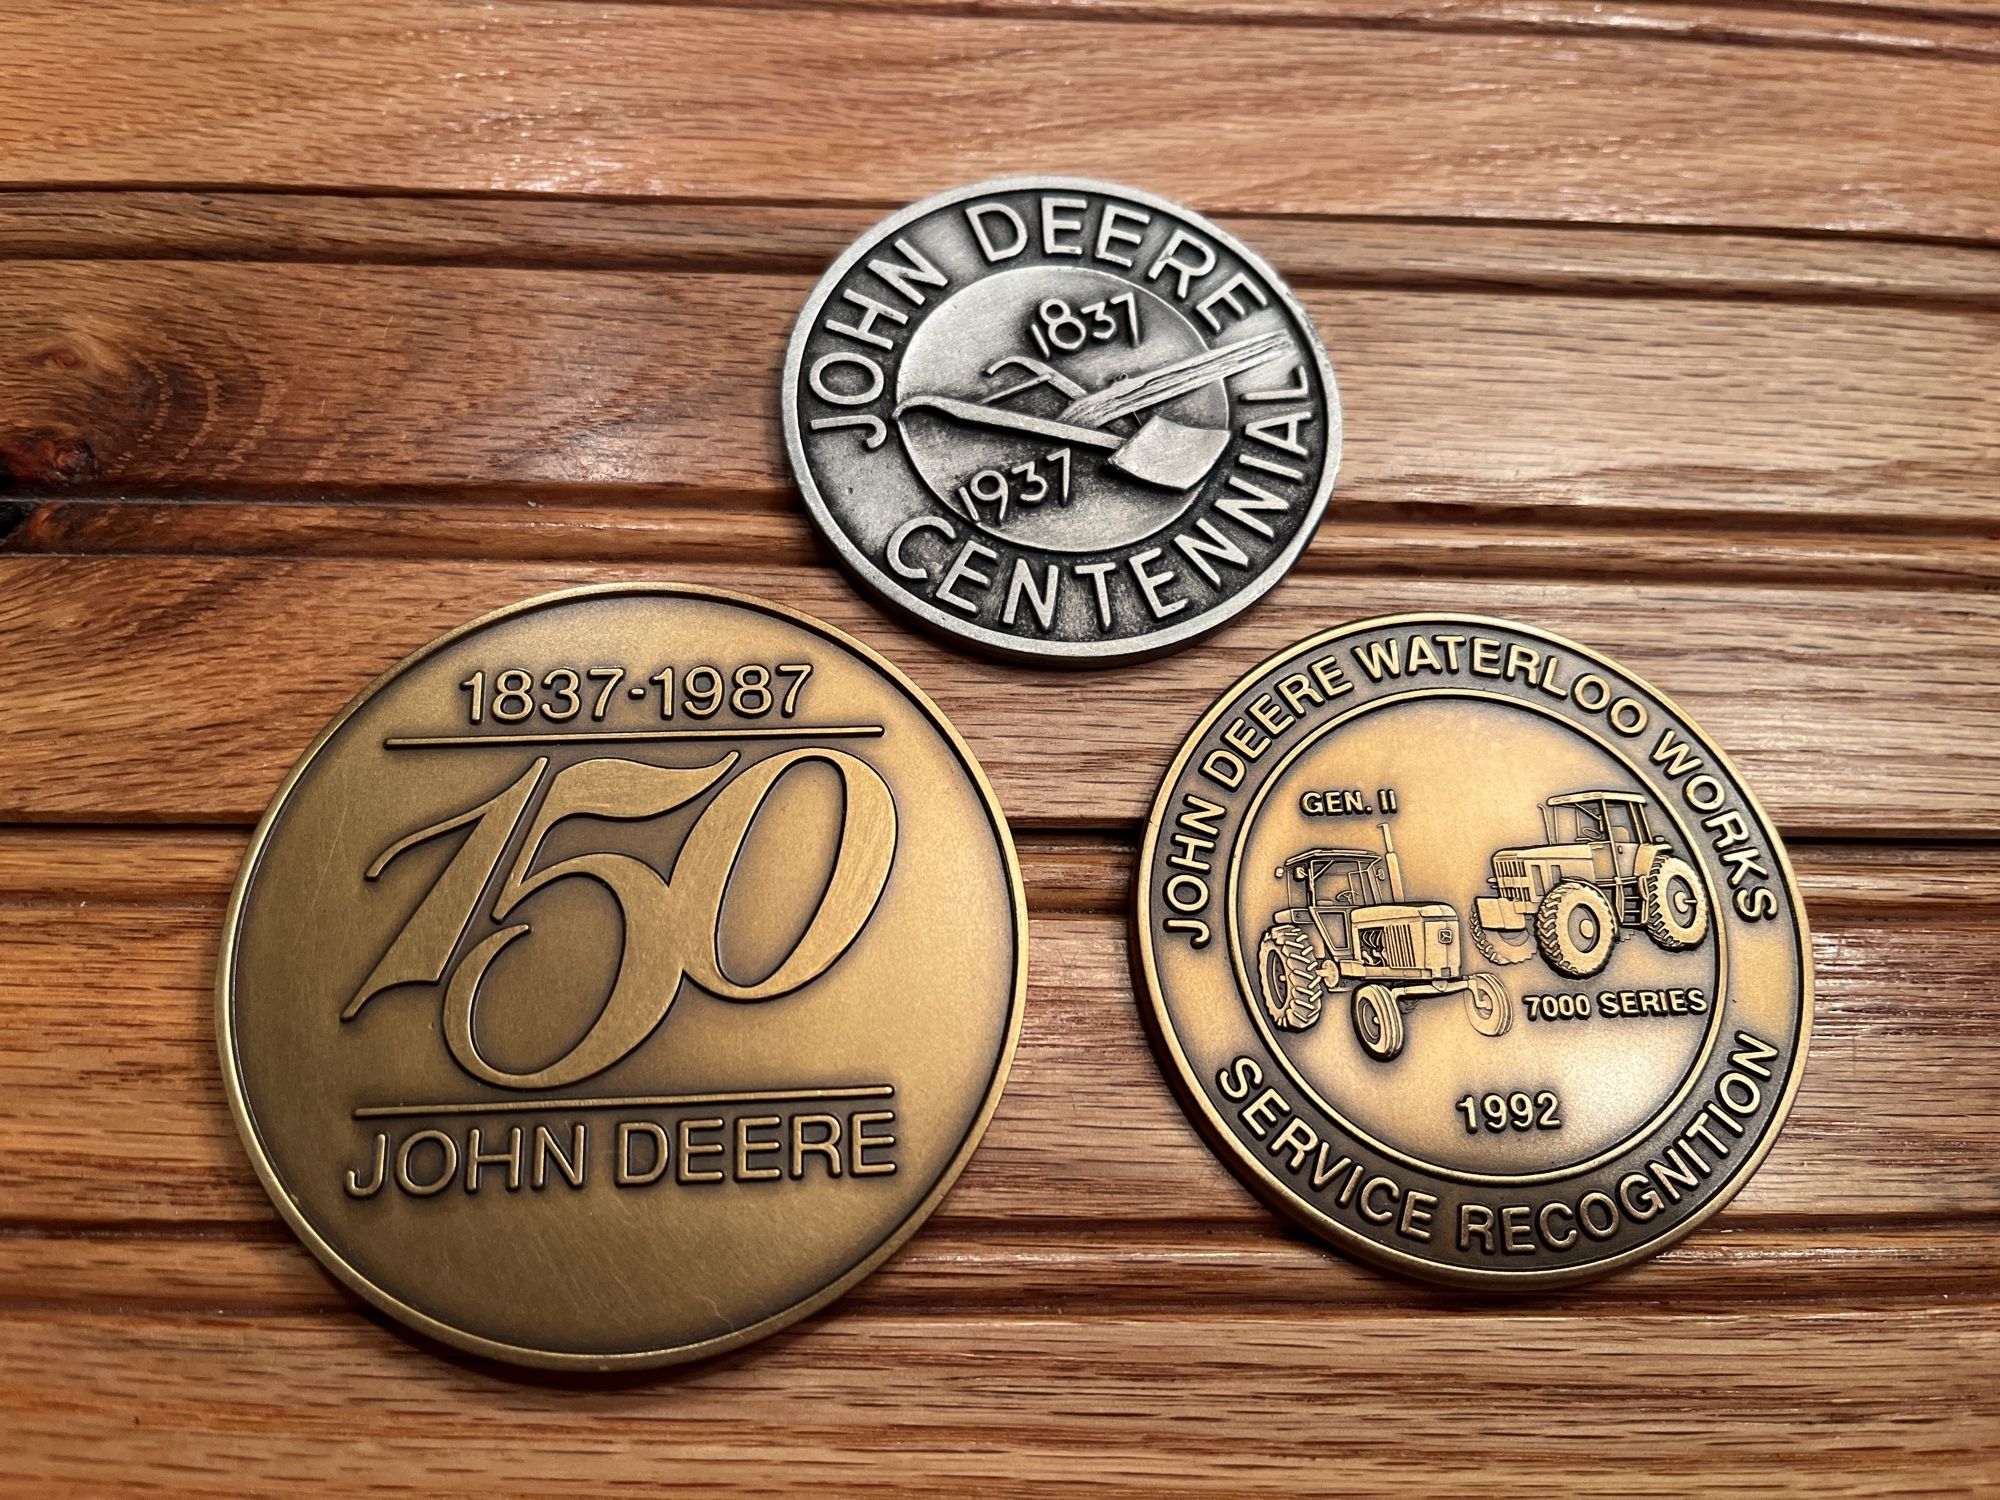 JOHN DEERE
1837
1937
CENTENNIAL
1837-1987
150
JOHN DEERE
JOHN DEERE WATERLOO WORKS
GEN. II
7000 SERIES
1992
SERVICE RECOGNITION